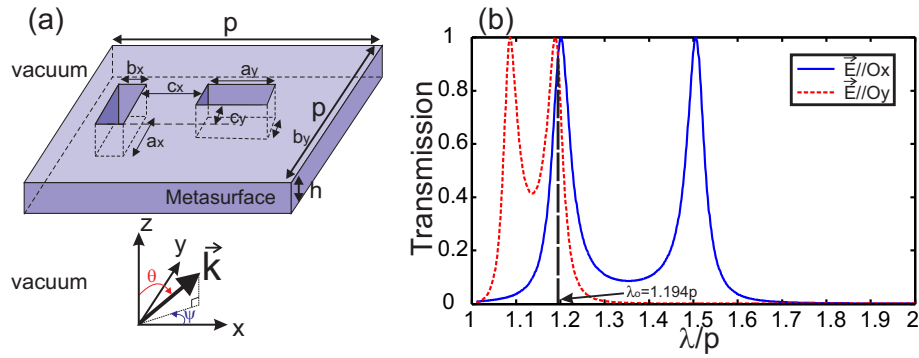 (a)
p
vacuum
bx
cx
ay
cy
p
ax
by
Metasurface
h
z
y
k
θ
vacuum
ψ
x
(b)
Transmission
1
0.8
0.6
0.4
0.2
0
E//Ox
E//Oy
λo=1.194p
1 1.1 1.2 1.3 1.4 1.5 1.6 1.7 1.8 1.9 2
λ/p